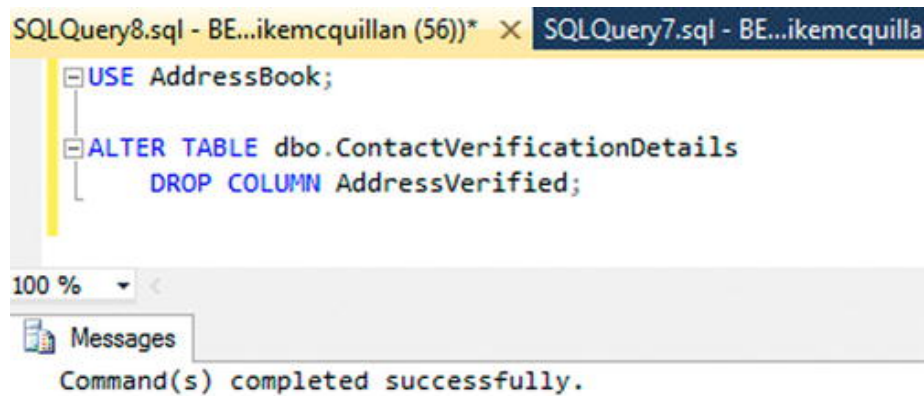 SQLQuery8.sql - BE...ikemcquillan (56))* SQLQuery7.sql - BE...ikemcquilla
USE AddressBook;
ALTER TABLE dbo.ContactVerificationDetails
DROP COLUMN AddressVerified;
100 %
Messages
Command(s) completed successfully.